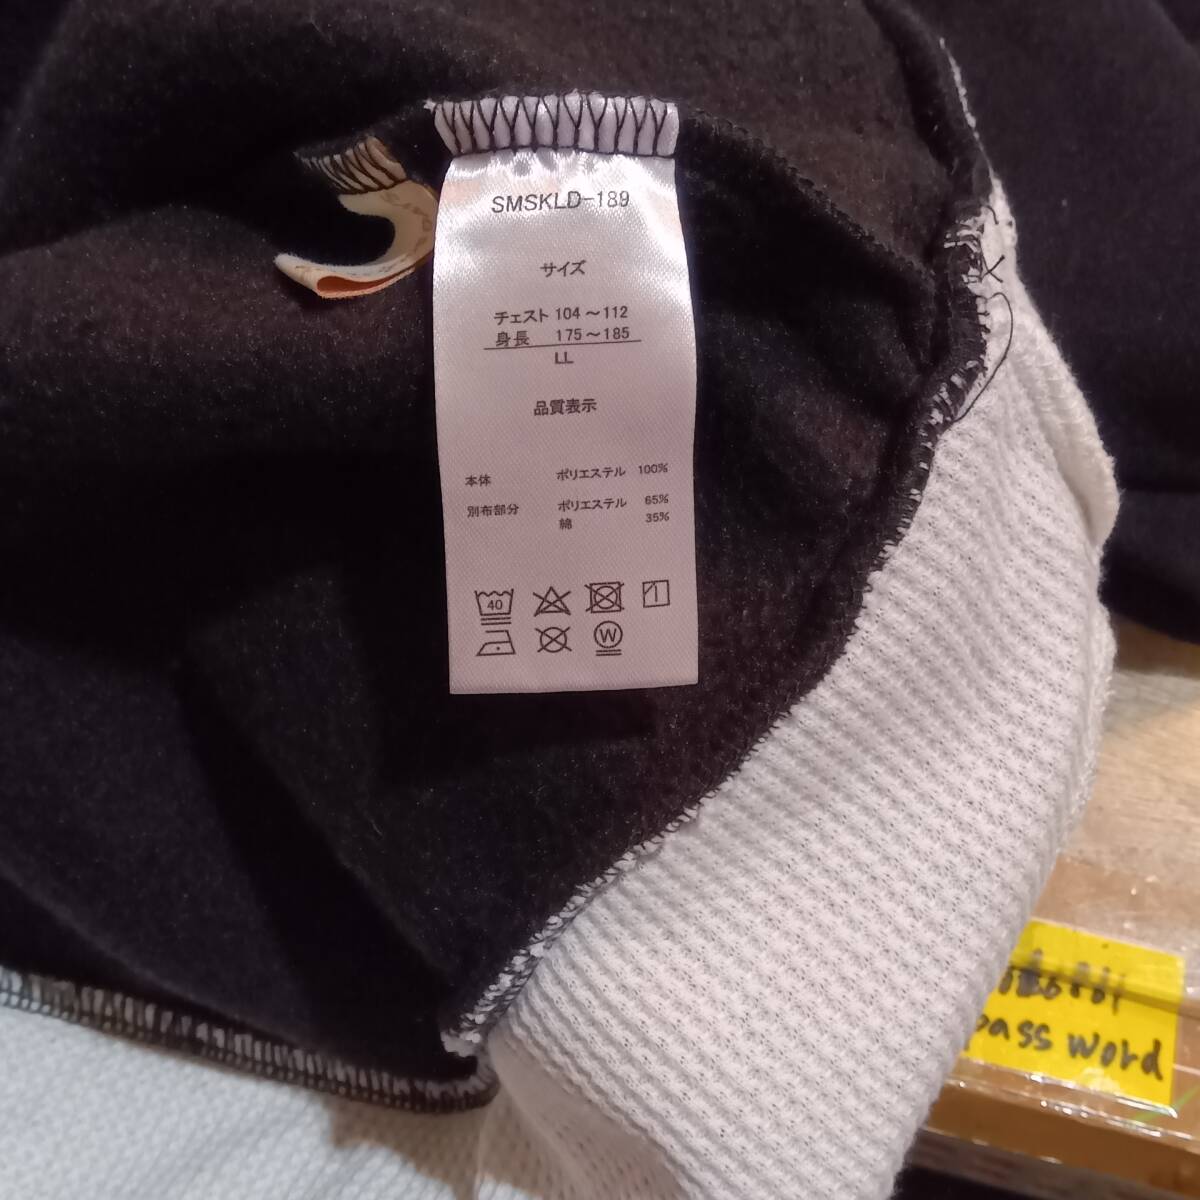 SMSKLD-189
サイズ
チェスト 104～112
身長 175～185
LL
品質表示
本体 ポリエステル 100%
別布部分 ポリエステル 65%
綿 35%
40
W
pass word